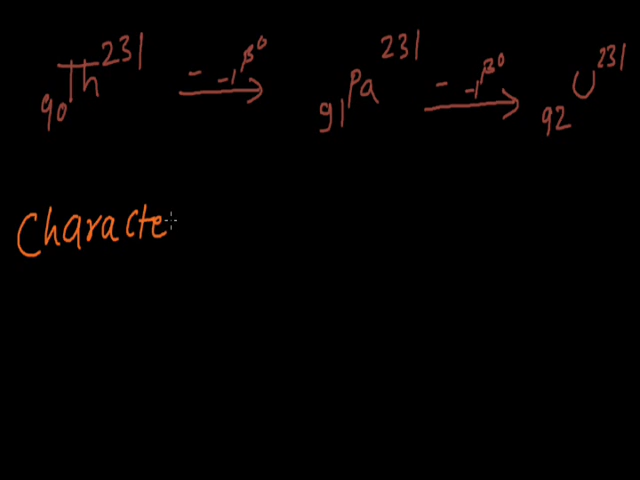 ₉₀Th²³¹ - ₋₁β⁰ → ₉₁Pa²³¹ - ₋₁β⁰ → ₉₂U²³¹
Characte